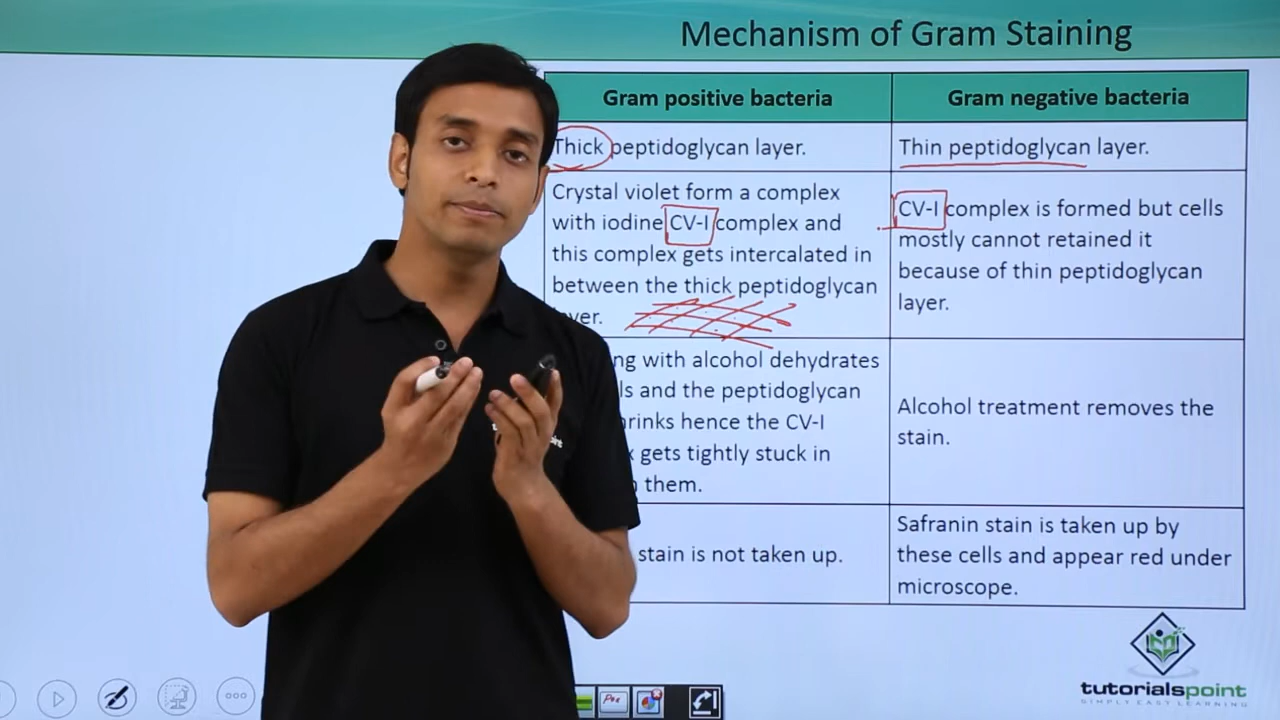 Mechanism of Gram Staining
Gram positive bacteria
Gram negative bacteria
Thick peptidoglycan layer.
Thin peptidoglycan layer.
Crystal violet form a complex
with iodine CV-I complex and
this complex gets intercalated in
between the thick peptidoglycan
CV-I complex is formed but cells
mostly cannot retained it
because of thin peptidoglycan
layer.
with alcohol dehydrates
and the peptidoglycan
hence the CV-I
gets tightly stuck in
them.
Alcohol treatment removes the
stain.
stain is not taken up.
Safranin stain is taken up by
these cells and appear red under
microscope.
tutorialspoint
SIMPLY EASY LEARNING